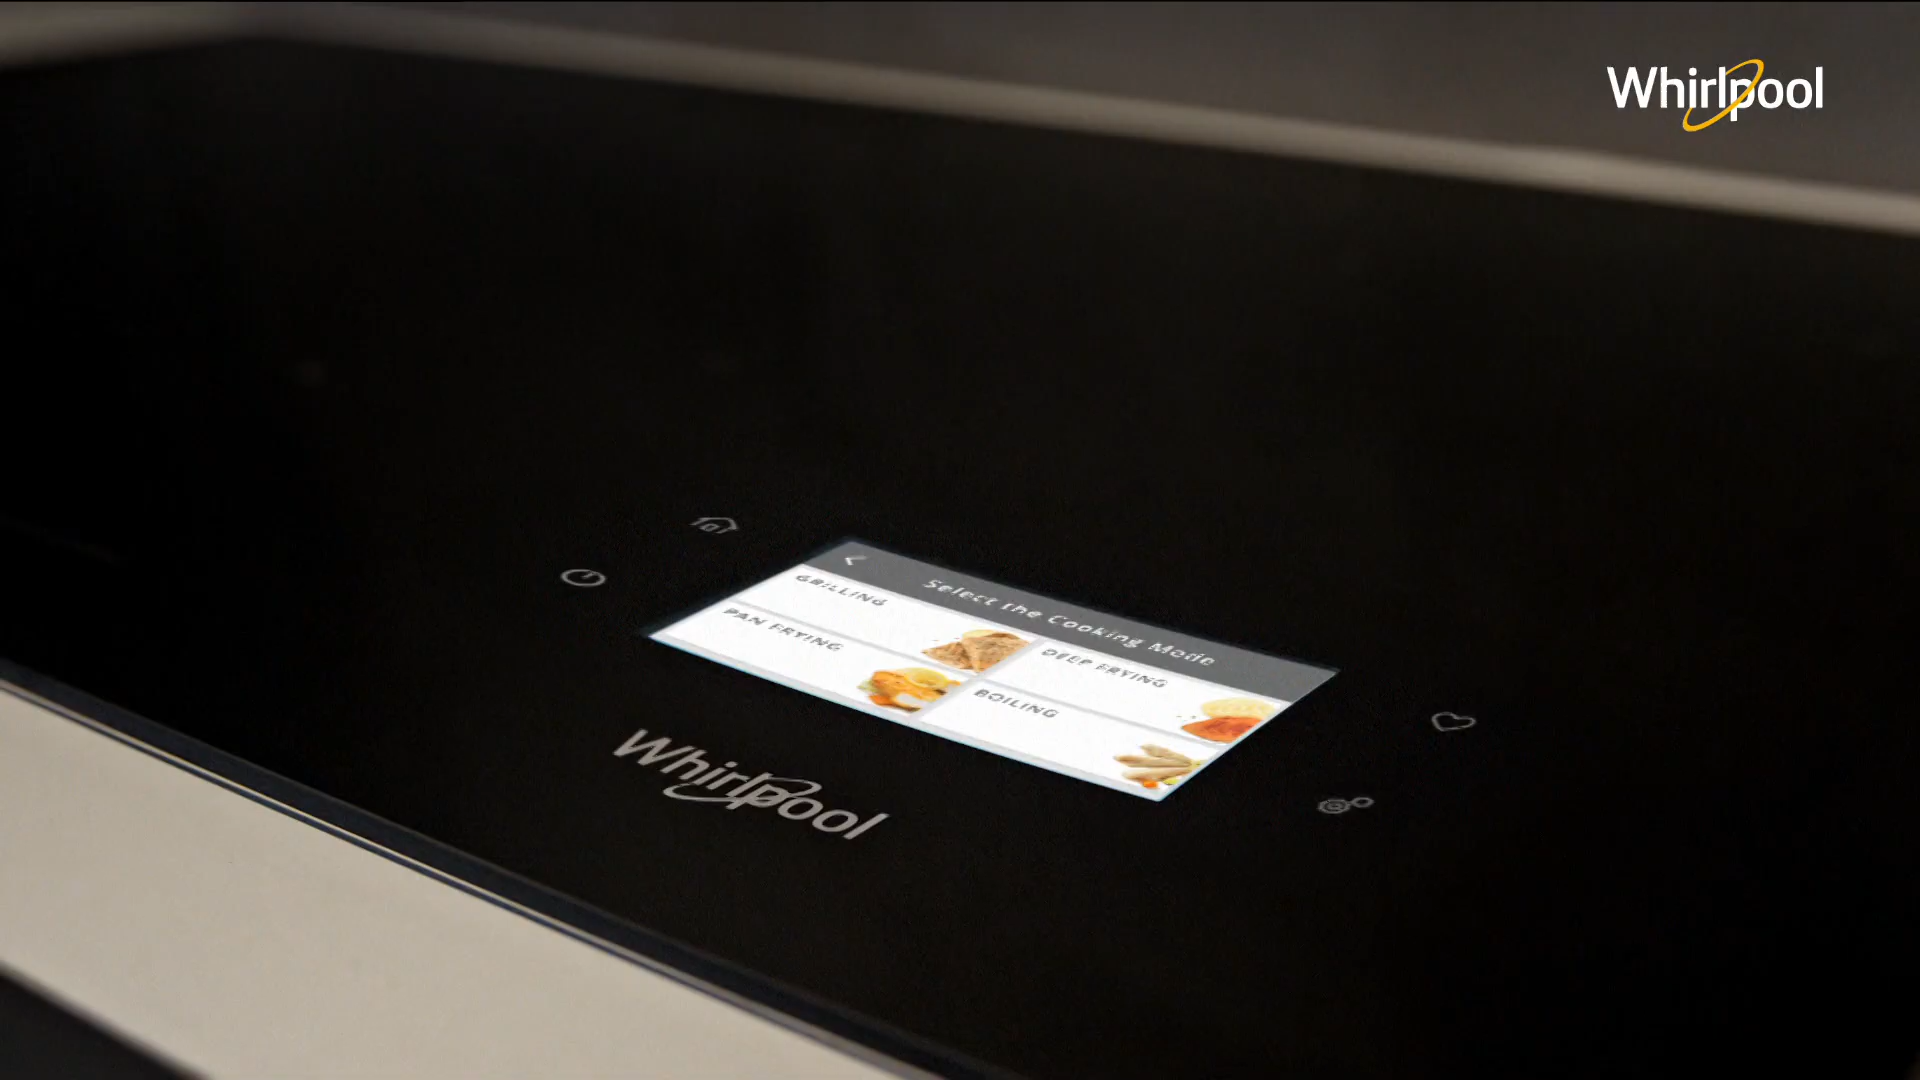 Whirlpool
Select the Cooking Mode
GRILLING
DEEP FRYING
PAN FRYING
BOILING
Whirlpool